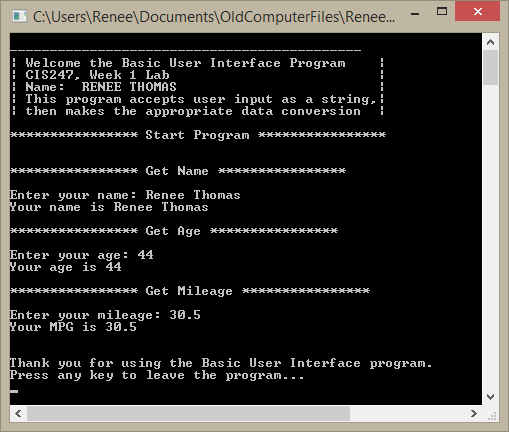 C:\Users\Renee\Documents\OldComputerFiles\Renee...
---------------------------------------------
¦ Welcome the Basic User Interface Program ¦
¦ CIS247, Week 1 Lab ¦
¦ Name: RENEE THOMAS ¦
¦ This program accepts user input as a string,¦
¦ then makes the appropriate data conversion ¦
**************** Start Program ****************
**************** Get Name ****************
Enter your name: Renee Thomas
Your name is Renee Thomas
**************** Get Age ****************
Enter your age: 44
Your age is 44
**************** Get Mileage ****************
Enter your mileage: 30.5
Your MPG is 30.5
Thank you for using the Basic User Interface program.
Press any key to leave the program...